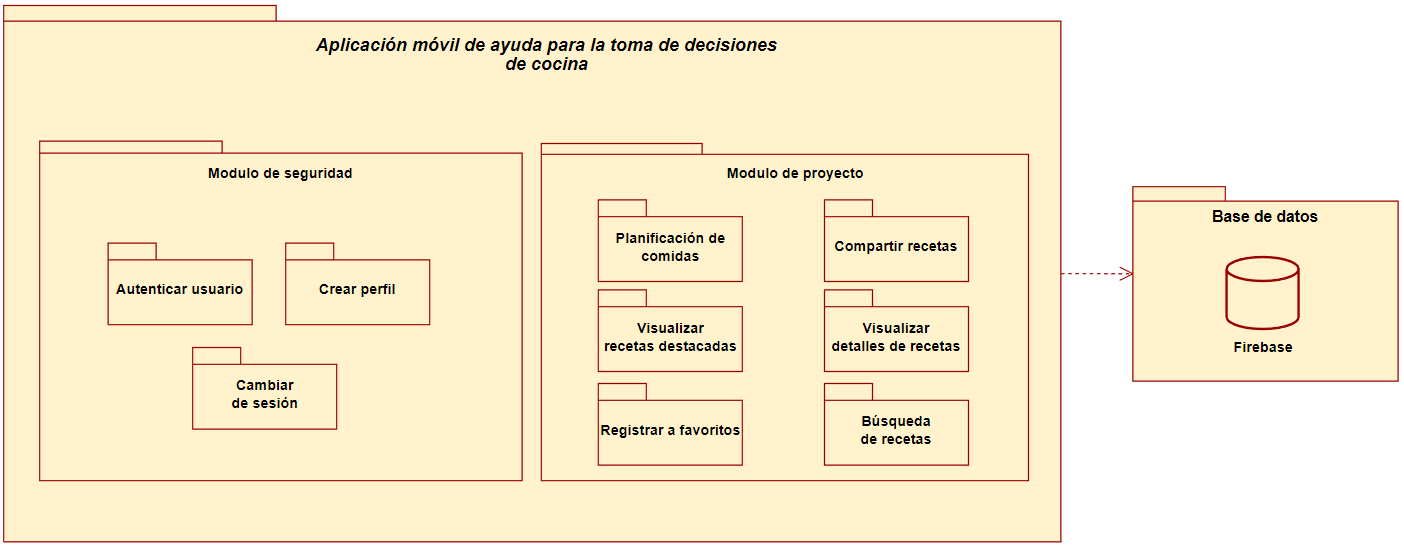 Aplicación móvil de ayuda para la toma de decisiones
de cocina
Modulo de seguridad
Autenticar usuario
Crear perfil
Cambiar
de sesión
Modulo de proyecto
Planificación de
comidas
Compartir recetas
Visualizar
recetas destacadas
Visualizar
detalles de recetas
Registrar a favoritos
Búsqueda
de recetas
Base de datos
Firebase